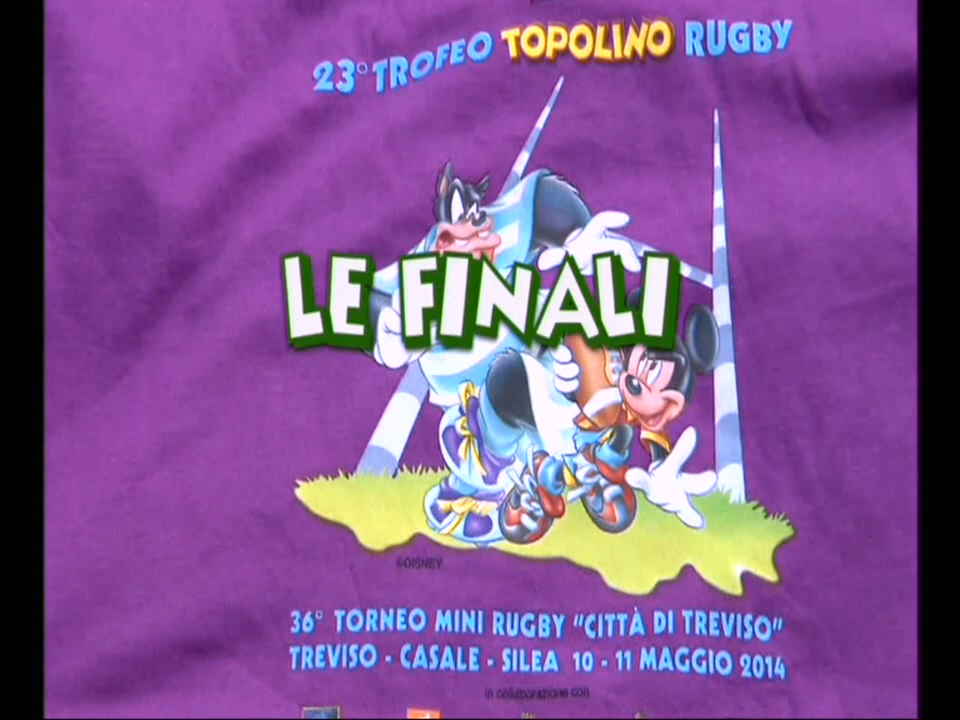 23° TROFEO TOPOLINO RUGBY
LE FINALI
©DISNEY
36° TORNEO MINI RUGBY "CITTÀ DI TREVISO"
TREVISO - CASALE - SILEA 10 - 11 MAGGIO 2014
in collaborazione con